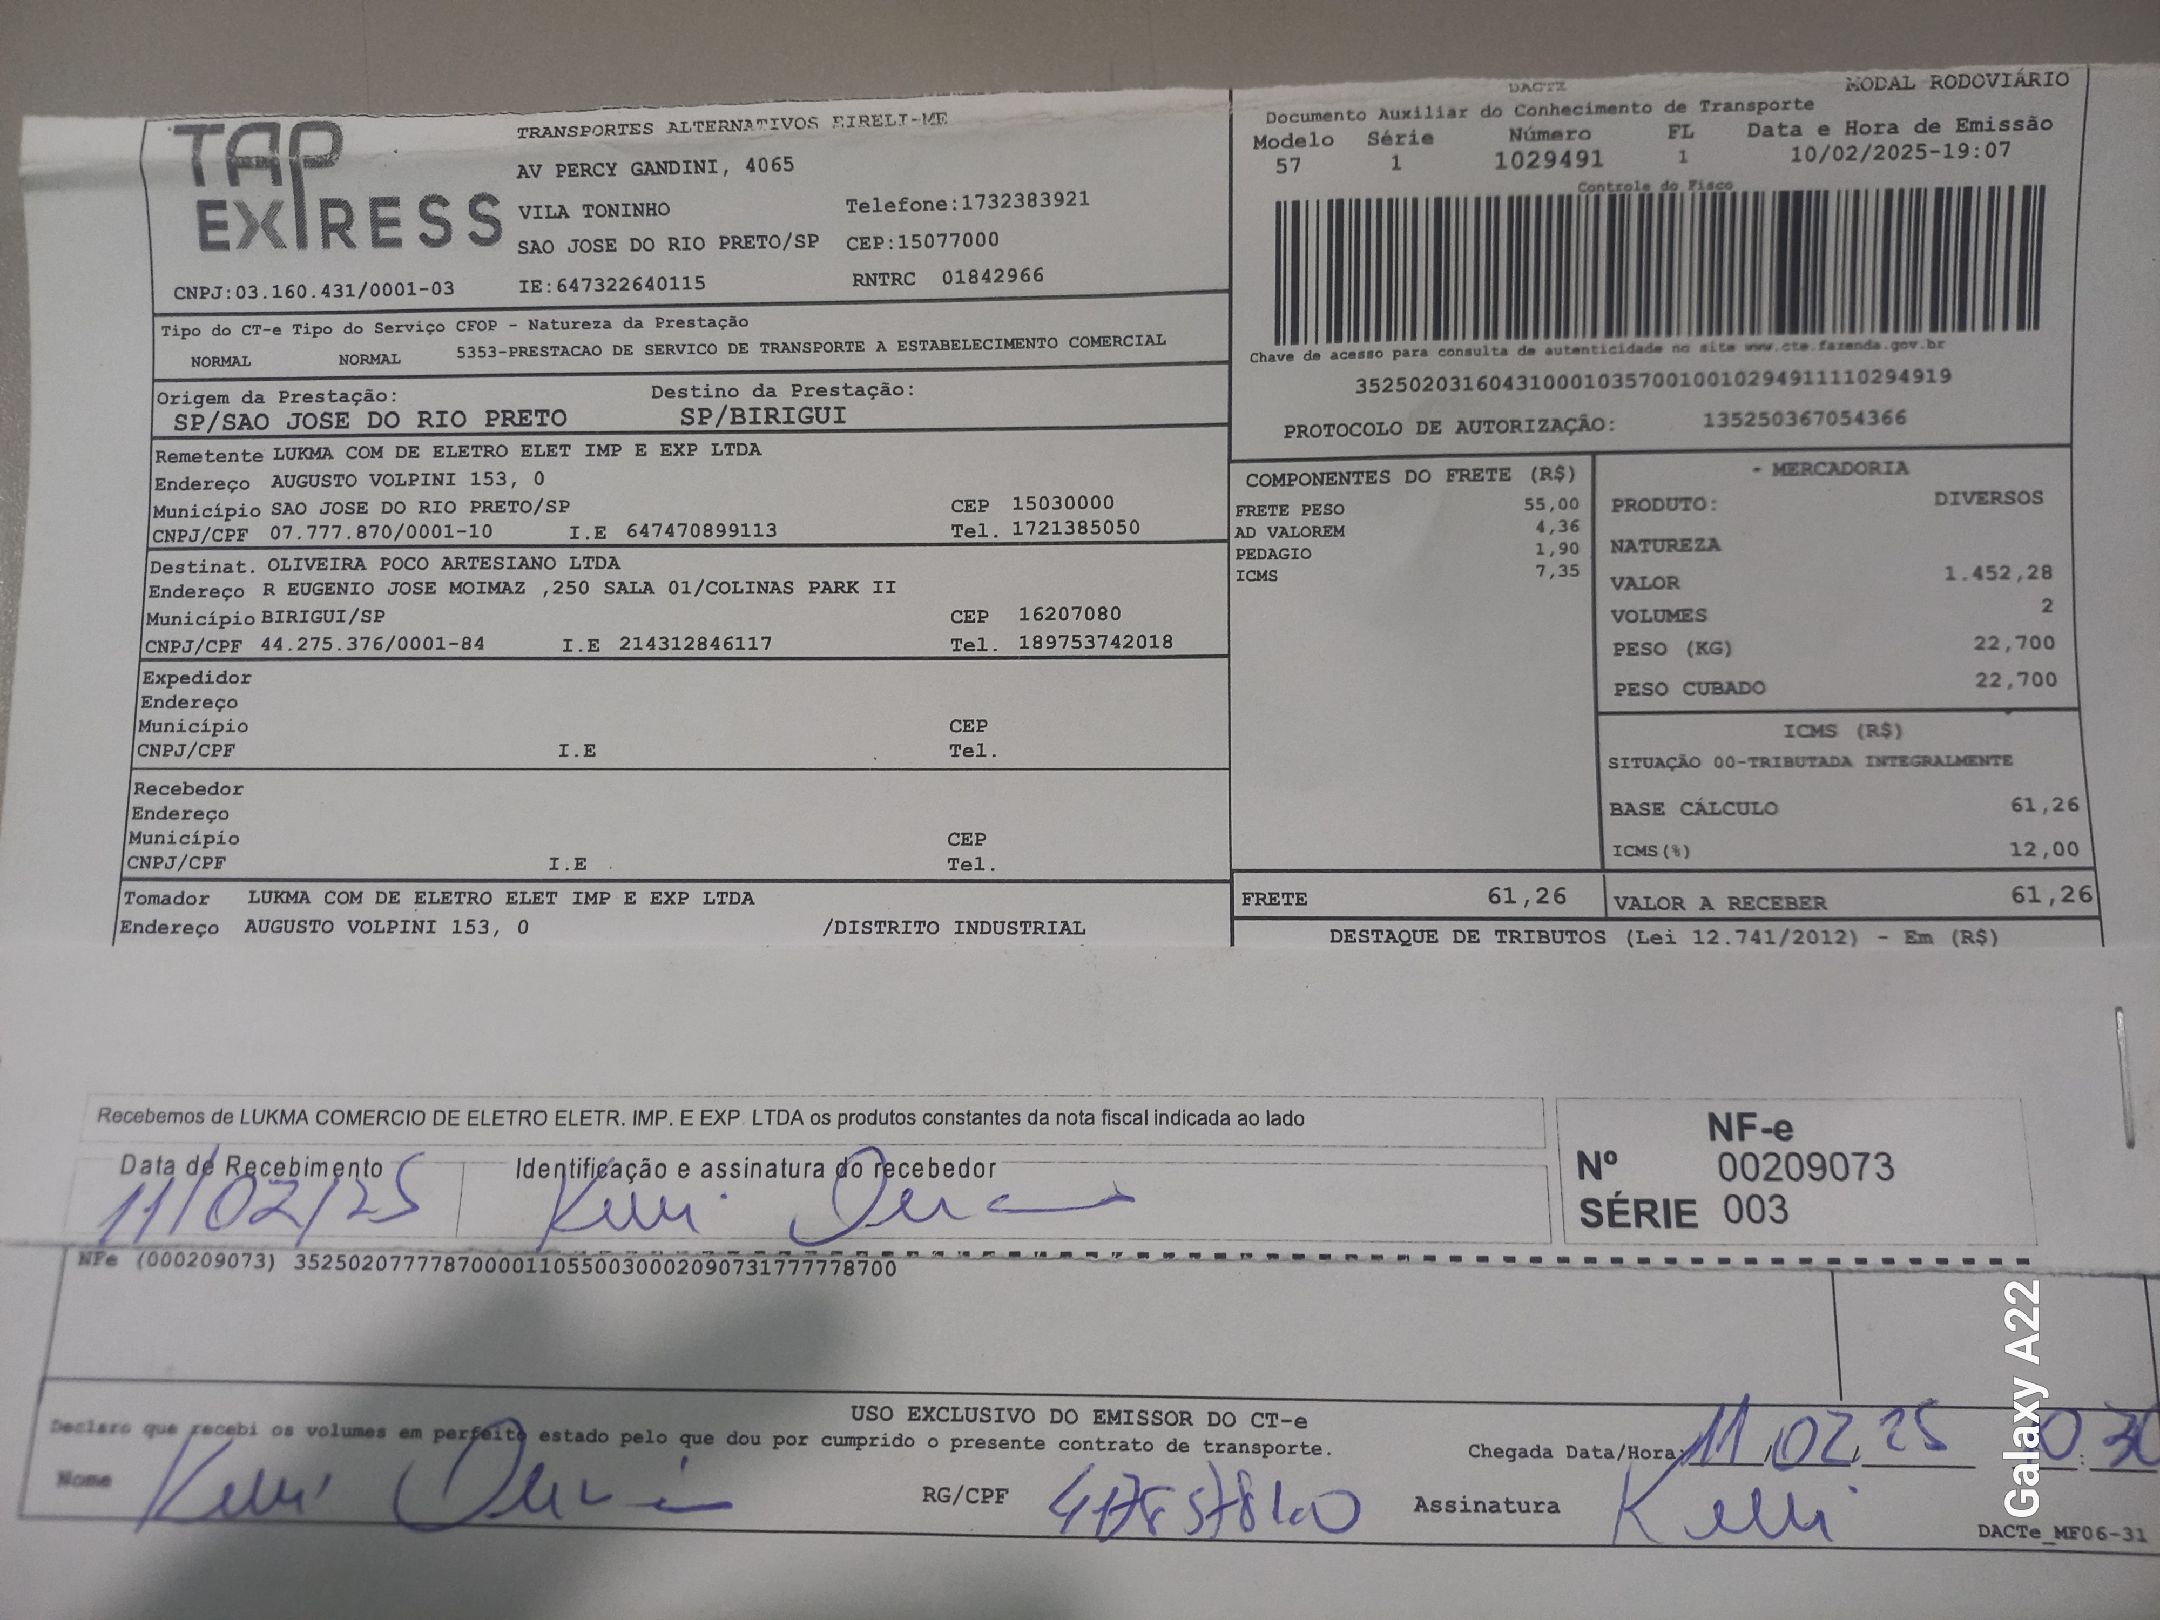 TAP EXPRESS
TRANSPORTES ALTERNATIVOS EIRELI-ME
AV PERCY GANDINI, 4065
VILA TONINHO Telefone:1732383921
SAO JOSE DO RIO PRETO/SP CEP:15077000
CNPJ:03.160.431/0001-03 IE:647322640115 RNTRC 01842966
DACTE MODAL RODOVIÁRIO
Documento Auxiliar do Conhecimento de Transporte
Modelo Série Número FL Data e Hora de Emissão
57 1 1029491 1 10/02/2025-19:07
Controle do Fisco
Chave de acesso para consulta de autenticidade no site www.cte.fazenda.gov.br
35250203160431000103570010010294911110294919
PROTOCOLO DE AUTORIZAÇÃO: 135250367054366
Tipo do CT-e Tipo do Serviço CFOP - Natureza da Prestação
NORMAL NORMAL 5353-PRESTACAO DE SERVICO DE TRANSPORTE A ESTABELECIMENTO COMERCIAL
Origem da Prestação: Destino da Prestação:
SP/SAO JOSE DO RIO PRETO SP/BIRIGUI
Remetente LUKMA COM DE ELETRO ELET IMP E EXP LTDA
Endereço AUGUSTO VOLPINI 153, 0
Município SAO JOSE DO RIO PRETO/SP CEP 15030000
CNPJ/CPF 07.777.870/0001-10 I.E 647470899113 Tel. 1721385050
Destinat. OLIVEIRA POCO ARTESIANO LTDA
Endereço R EUGENIO JOSE MOIMAZ ,250 SALA 01/COLINAS PARK II
Município BIRIGUI/SP CEP 16207080
CNPJ/CPF 44.275.376/0001-84 I.E 214312846117 Tel. 189753742018
Expedidor
Endereço
Município CEP
CNPJ/CPF I.E Tel.
Recebedor
Endereço
Município CEP
CNPJ/CPF I.E Tel.
Tomador LUKMA COM DE ELETRO ELET IMP E EXP LTDA
Endereço AUGUSTO VOLPINI 153, 0 /DISTRITO INDUSTRIAL
COMPONENTES DO FRETE (R$)
FRETE PESO 55,00
AD VALOREM 4,36
PEDAGIO 1,90
ICMS 7,35
- MERCADORIA
PRODUTO: DIVERSOS
NATUREZA
VALOR 1.452,28
VOLUMES 2
PESO (KG) 22,700
PESO CUBADO 22,700
ICMS (R$)
SITUAÇÃO 00-TRIBUTADA INTEGRALMENTE
BASE CÁLCULO 61,26
ICMS(%) 12,00
FRETE 61,26 VALOR A RECEBER 61,26
DESTAQUE DE TRIBUTOS (Lei 12.741/2012) - Em (R$)
Recebemos de LUKMA COMERCIO DE ELETRO ELETR. IMP. E EXP. LTDA os produtos constantes da nota fiscal indicada ao lado
Data de Recebimento Identificação e assinatura do recebedor
11/02/25 Kelli
NF-e
Nº 00209073
SÉRIE 003
NFe (000209073) 35250207777870000110550030002090731777778700
USO EXCLUSIVO DO EMISSOR DO CT-e
Declaro que recebi os volumes em perfeito estado pelo que dou por cumprido o presente contrato de transporte.
Chegada Data/Hora: 11/02/25
Nome Kelli RG/CPF Assinatura Kelli
DACTe_MF06-31
Galaxy A22